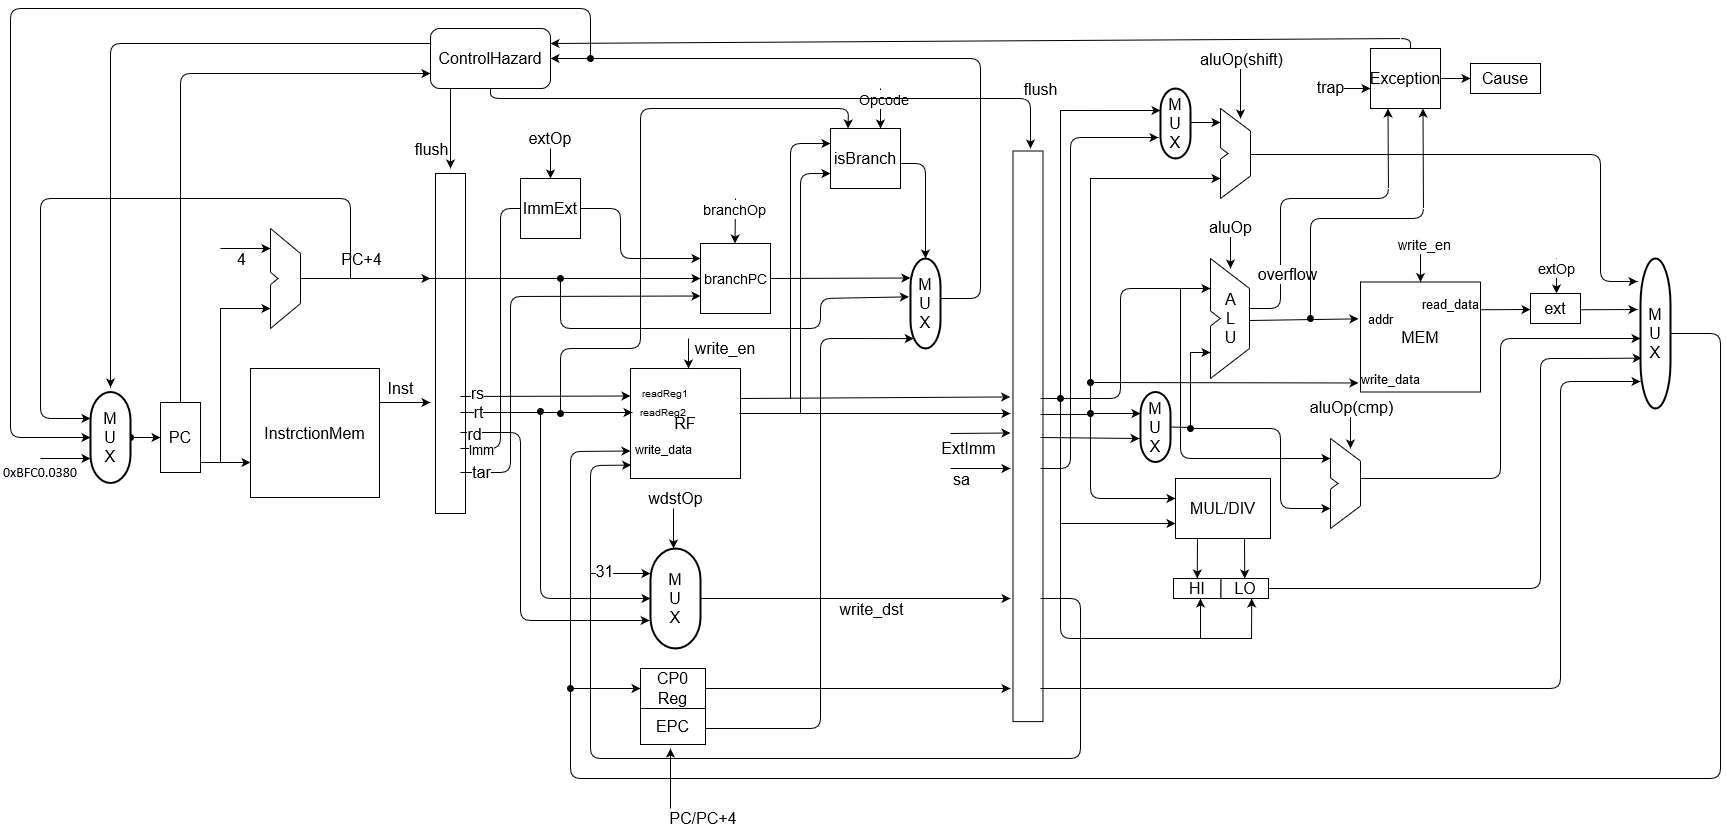 ControlHazard
aluOp(shift)
Exception
Cause
trap
flush
Opcode
M
U
X
flush
extOp
isBranch
ImmExt
branchOp
aluOp
write_en
4
PC+4
branchPC
M
U
X
overflow
extOp
A
L
U
read_data
ext
addr
MEM
M
U
X
write_en
write_data
Inst
rs
readReg1
aluOp(cmp)
M
U
X
PC
InstrctionMem
rt
readReg2
RF
M
U
X
rd
Imm
write_data
ExtImm
0xBFC0.0380
tar
sa
wdstOp
MUL/DIV
31
M
U
X
HI
LO
write_dst
CP0
Reg
EPC
PC/PC+4